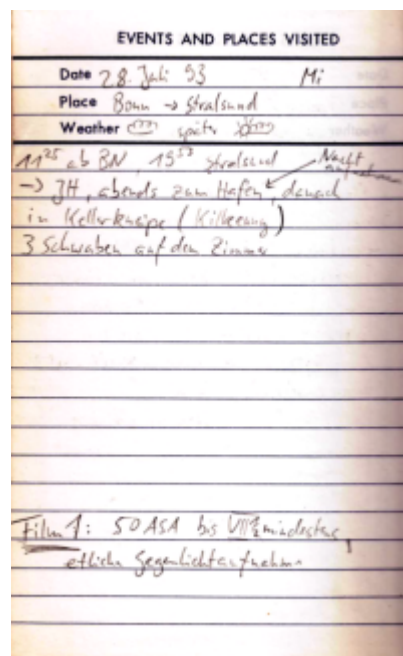 EVENTS AND PLACES VISITED
Date 28. Juli 93 Mi
Place Bonn → Stralsund
Weather später
11²⁵ ab BN, 19⁵³ Stralsund Nacht
→ JH, abends zum Hafen, danach
in Kellerkneipe (Kilkenny)
3 Schwaben auf dem Zimmer
Film 1: 50 ASA bis mindestens
etliche Gegenlichtaufnahmen